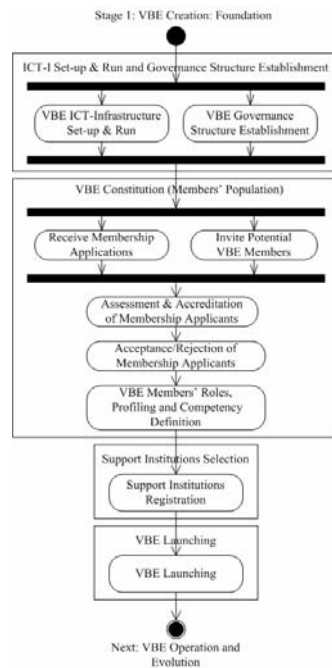 Stage 1: VBE Creation: Foundation
ICT-I Set-up & Run and Governance Structure Establishment
VBE ICT-Infrastructure
Set-up & Run
VBE Governance
Structure Establishment
VBE Constitution (Members' Population)
Receive Membership
Applications
Invite Potential
VBE Members
Assessment & Accreditation
of Membership Applicants
Acceptance/Rejection of
Membership Applicants
VBE Members' Roles,
Profiling and Competency
Definition
Support Institutions Selection
Support Institutions
Registration
VBE Launching
VBE Launching
Next: VBE Operation and
Evolution